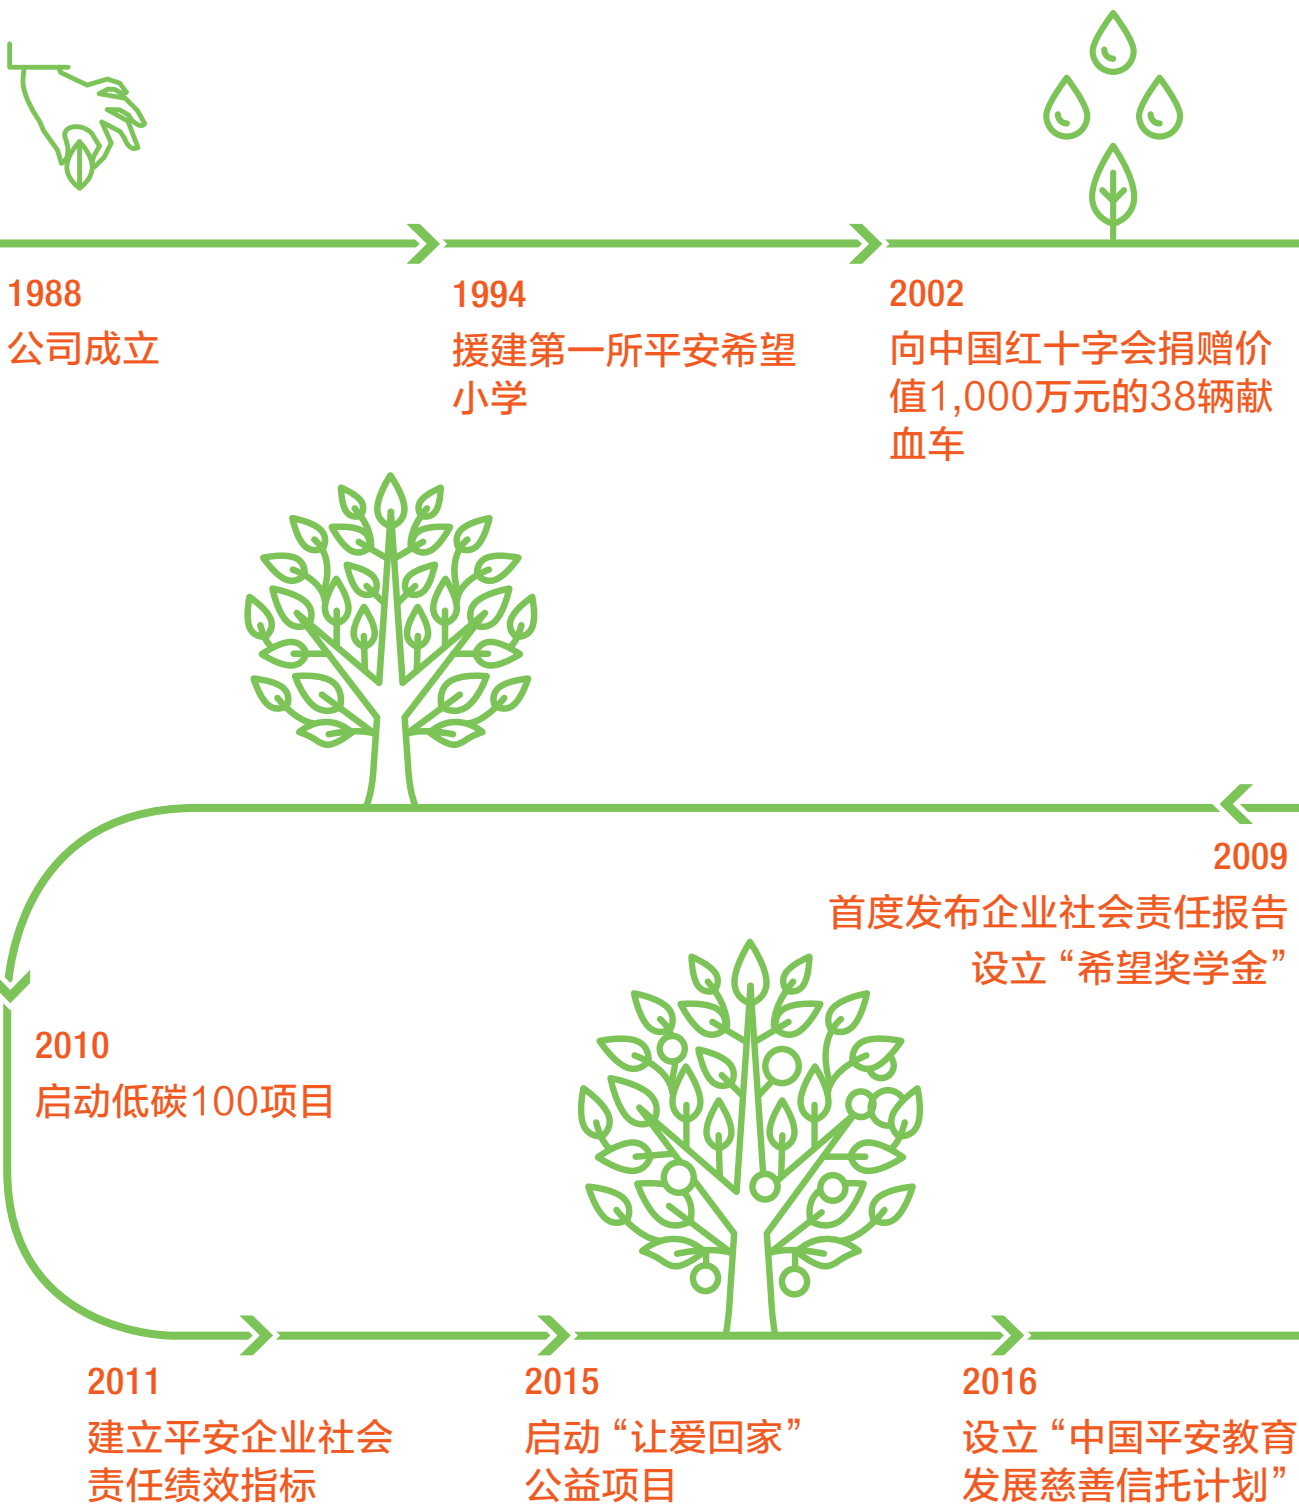 1988
公司成立
1994
援建第一所平安希望
小学
2002
向中国红十字会捐赠价
值1,000万元的38辆献
血车
2009
首度发布企业社会责任报告
设立“希望奖学金”
2010
启动低碳100项目
2011
建立平安企业社会
责任绩效指标
2015
启动“让爱回家”
公益项目
2016
设立“中国平安教育
发展慈善信托计划”